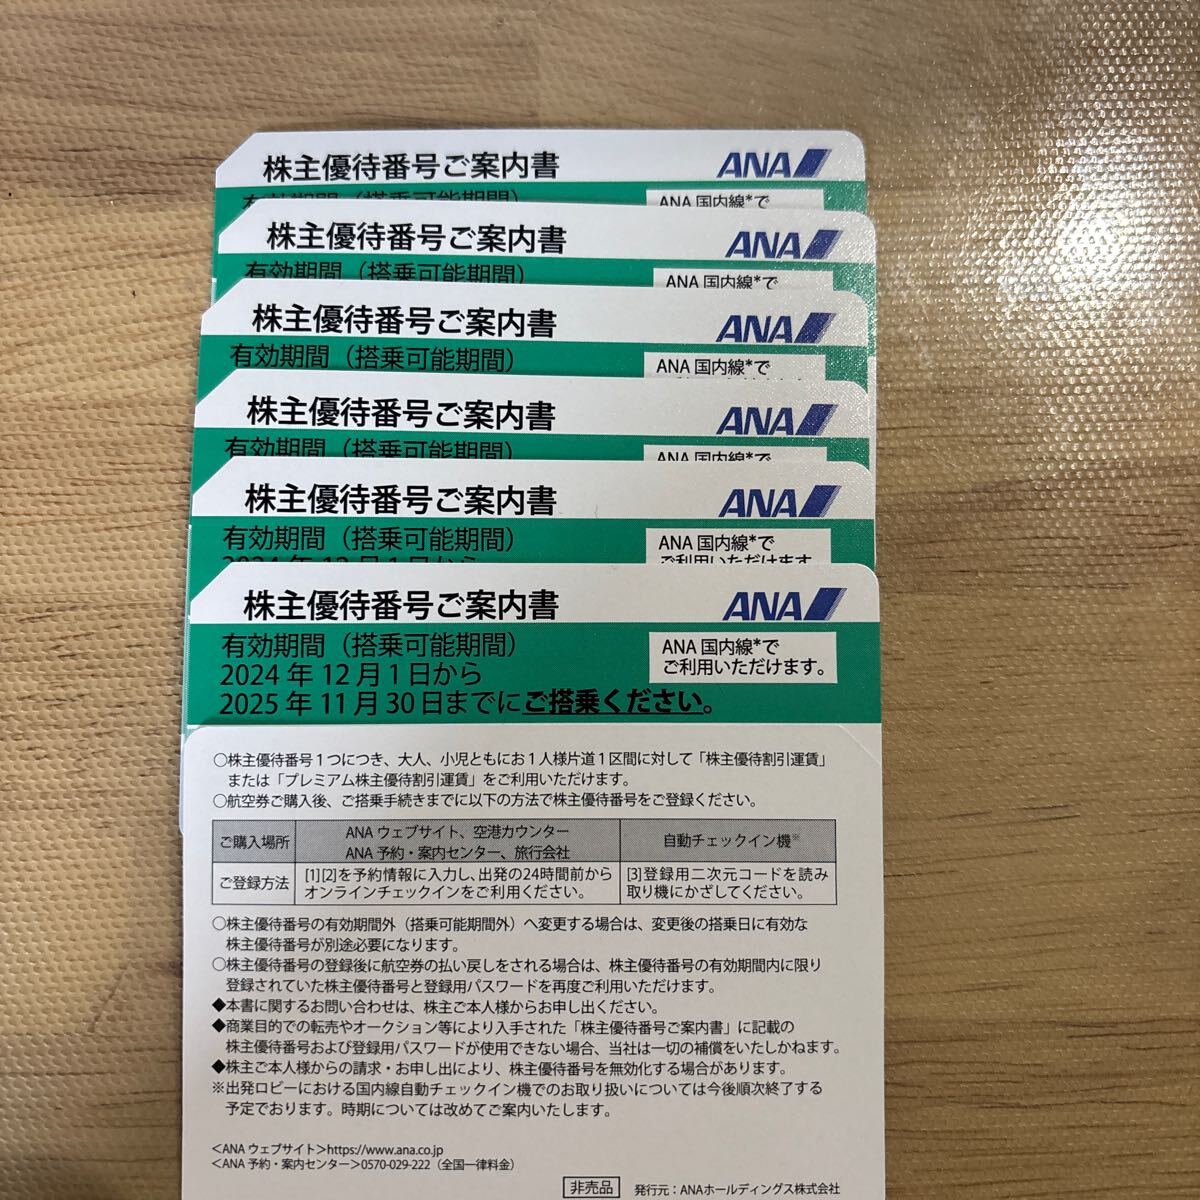 株主優待番号ご案内書 ANA
有効期間（搭乗可能期間） ANA 国内線*で
株主優待番号ご案内書 ANA
有効期間（搭乗可能期間） ANA 国内線*で
株主優待番号ご案内書 ANA
有効期間（搭乗可能期間） ANA 国内線*で
株主優待番号ご案内書 ANA
有効期間（搭乗可能期間） ANA 国内線*で
株主優待番号ご案内書 ANA
有効期間（搭乗可能期間） ANA 国内線*で
2024 年 12 月 1 日から ご利用いただけます
株主優待番号ご案内書 ANA
有効期間（搭乗可能期間） ANA 国内線*で
2024 年 12 月 1 日から ご利用いただけます。
2025 年 11 月 30 日までにご搭乗ください。
○株主優待番号1つにつき、大人、小児ともにお1人様片道1区間に対して「株主優待割引運賃」
または「プレミアム株主優待割引運賃」をご利用いただけます。
○航空券ご購入後、ご搭乗手続きまでに以下の方法で株主優待番号をご登録ください。
ご購入場所 ANA ウェブサイト、空港カウンター 自動チェックイン機※
ANA 予約・案内センター、旅行会社
ご登録方法 [1][2]を予約情報に入力し、出発の24時間前から [3]登録用二次元コードを読み
オンラインチェックインをご利用ください。 取り機にかざしてください。
○株主優待番号の有効期間外（搭乗可能期間外）へ変更する場合は、変更後の搭乗日に有効な
株主優待番号が別途必要になります。
○株主優待番号の登録後に航空券の払い戻しをされる場合は、株主優待番号の有効期間内に限り
登録されていた株主優待番号と登録用パスワードを再度ご利用いただけます。
◆本書に関するお問い合わせは、株主ご本人様からお申し出ください。
◆商業目的での転売やオークション等により入手された「株主優待番号ご案内書」に記載の
株主優待番号および登録用パスワードが使用できない場合、当社は一切の補償をいたしかねます。
◆株主ご本人様からの請求・お申し出により、株主優待番号を無効化する場合があります。
※出発ロビーにおける国内線自動チェックイン機でのお取り扱いについては今後順次終了する
予定でおります。時期については改めてご案内いたします。
＜ANA ウェブサイト＞https://www.ana.co.jp
＜ANA 予約・案内センター＞0570-029-222（全国一律料金）
非売品 発行元：ANAホールディングス株式会社